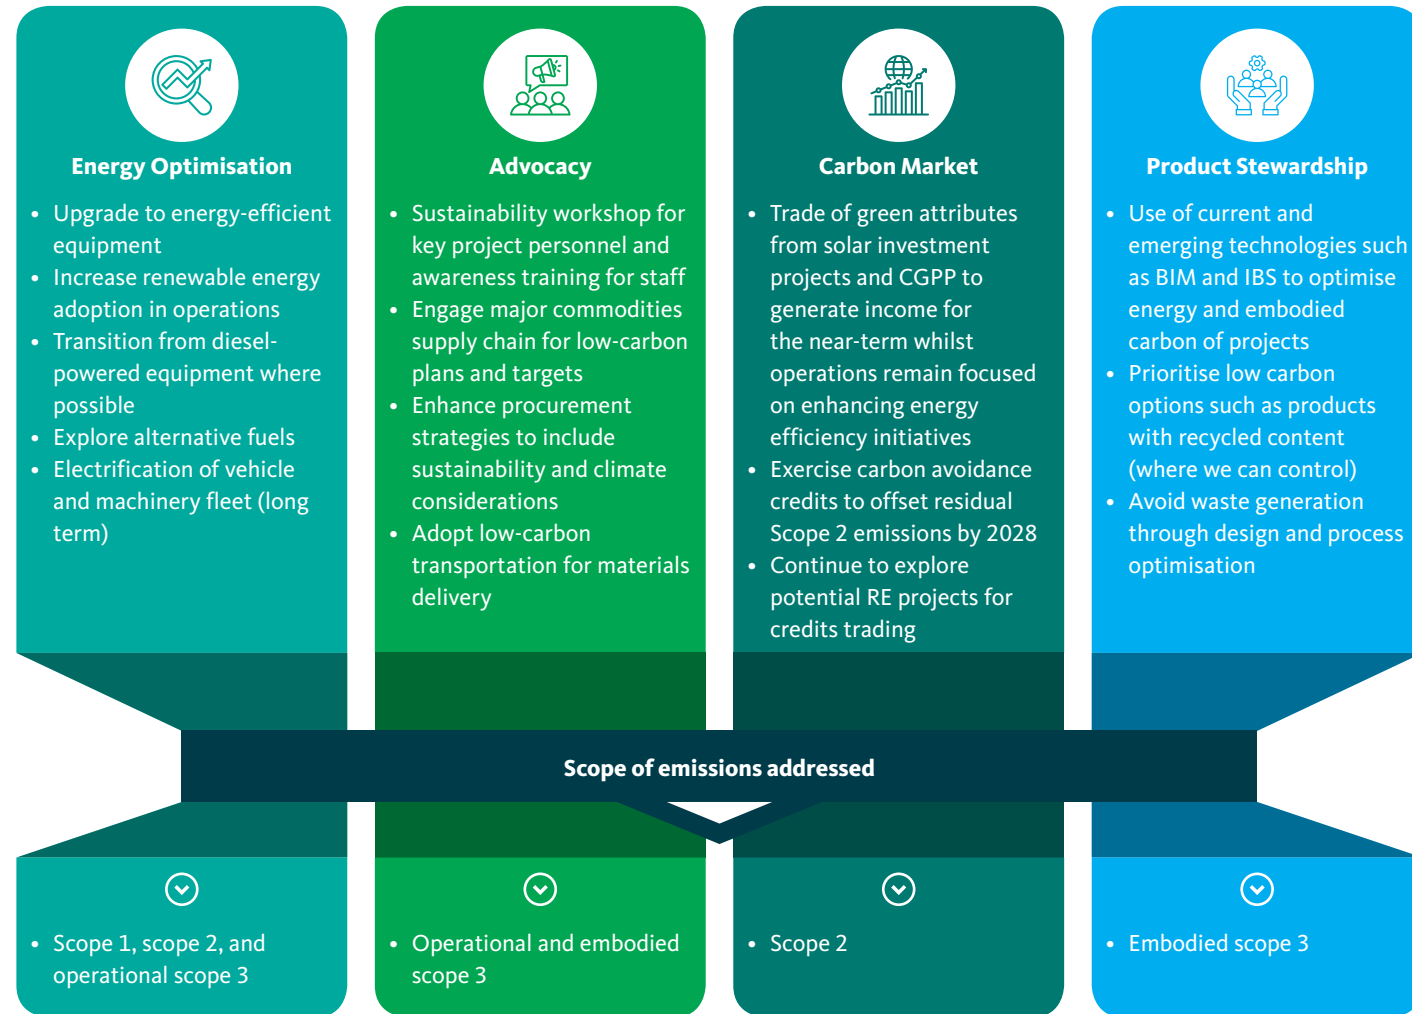 Energy Optimisation
• Upgrade to energy-efficient
equipment
• Increase renewable energy
adoption in operations
• Transition from diesel-
powered equipment where
possible
• Explore alternative fuels
• Electrification of vehicle
and machinery fleet (long
term)
Advocacy
• Sustainability workshop for
key project personnel and
awareness training for staff
• Engage major commodities
supply chain for low-carbon
plans and targets
• Enhance procurement
strategies to include
sustainability and climate
considerations
• Adopt low-carbon
transportation for materials
delivery
Carbon Market
• Trade of green attributes
from solar investment
projects and CGPP to
generate income for
the near-term whilst
operations remain focused
on enhancing energy
efficiency initiatives
• Exercise carbon avoidance
credits to offset residual
Scope 2 emissions by 2028
• Continue to explore
potential RE projects for
credits trading
Product Stewardship
• Use of current and
emerging technologies such
as BIM and IBS to optimise
energy and embodied
carbon of projects
• Prioritise low carbon
options such as products
with recycled content
(where we can control)
• Avoid waste generation
through design and process
optimisation
Scope of emissions addressed
• Scope 1, scope 2, and
operational scope 3
• Operational and embodied
scope 3
• Scope 2
• Embodied scope 3